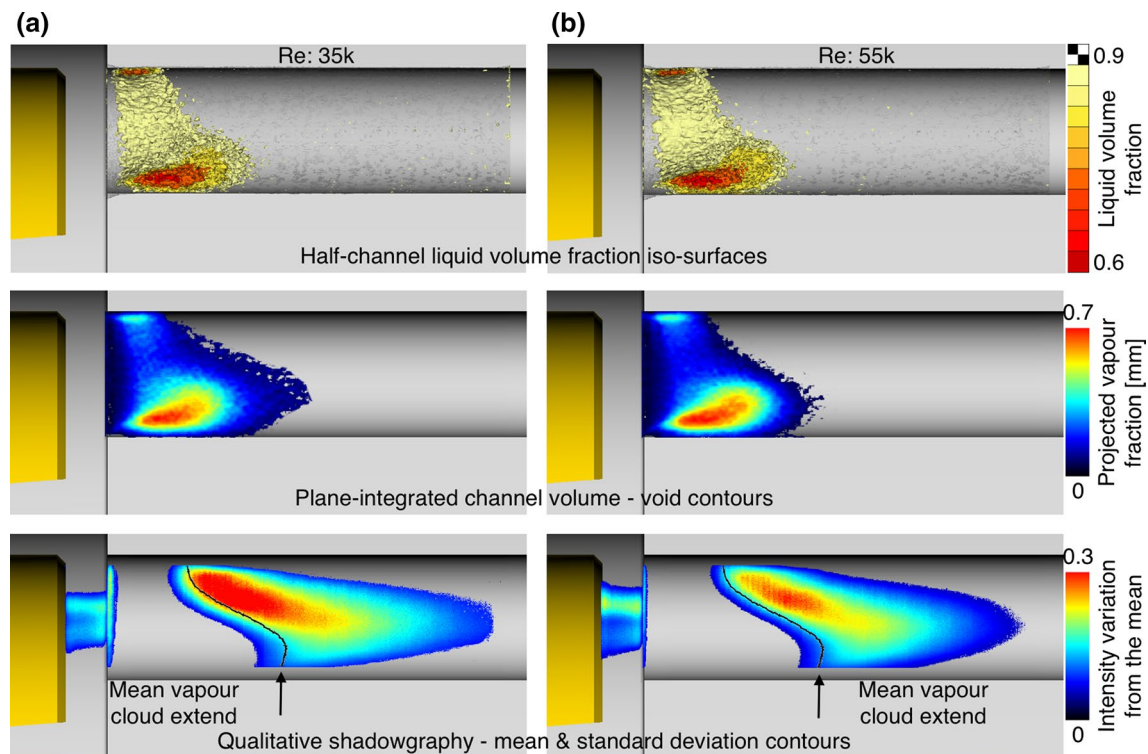 (a)
(b)
Re: 35k
Re: 55k
0.9
Liquid volume
fraction
0.6
Half-channel liquid volume fraction iso-surfaces
0.7
Projected vapour
fraction [mm]
0
Plane-integrated channel volume - void contours
0.3
Intensity variation
from the mean
0
Mean vapour
cloud extend
Mean vapour
cloud extend
Qualitative shadowgraphy - mean & standard deviation contours